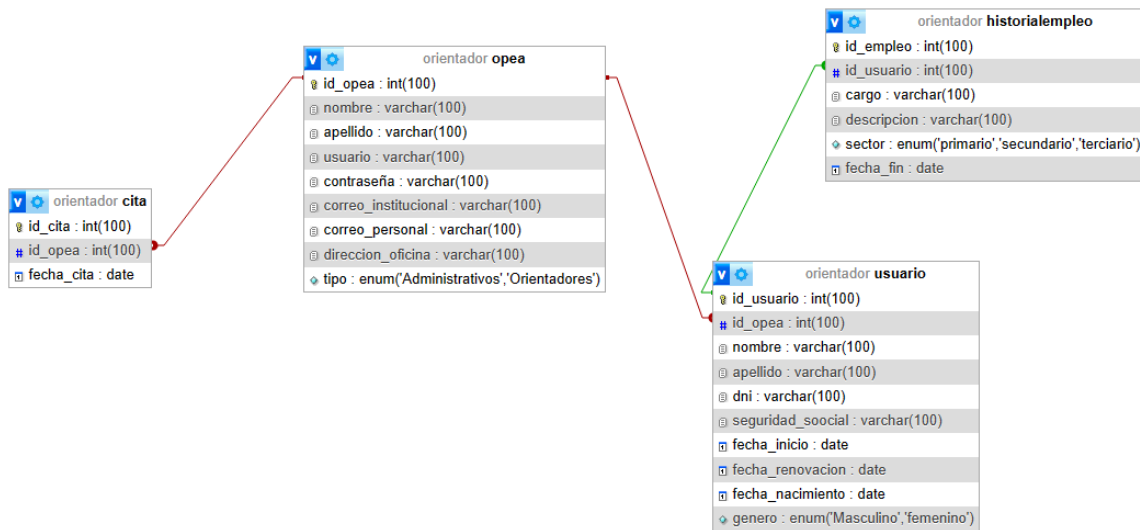 orientador cita
id_cita : int(100)
id_opea : int(100)
fecha_cita : date
orientador opea
id_opea : int(100)
nombre : varchar(100)
apellido : varchar(100)
usuario : varchar(100)
contraseña : varchar(100)
correo_institucional : varchar(100)
correo_personal : varchar(100)
direccion_oficina : varchar(100)
tipo : enum('Administrativos','Orientadores')
orientador historialempleo
id_empleo : int(100)
id_usuario : int(100)
cargo : varchar(100)
descripcion : varchar(100)
sector : enum('primario','secundario','terciario')
fecha_fin : date
orientador usuario
id_usuario : int(100)
id_opea : int(100)
nombre : varchar(100)
apellido : varchar(100)
dni : varchar(100)
seguridad_soocial : varchar(100)
fecha_inicio : date
fecha_renovacion : date
fecha_nacimiento : date
genero : enum('Masculino','femenino')